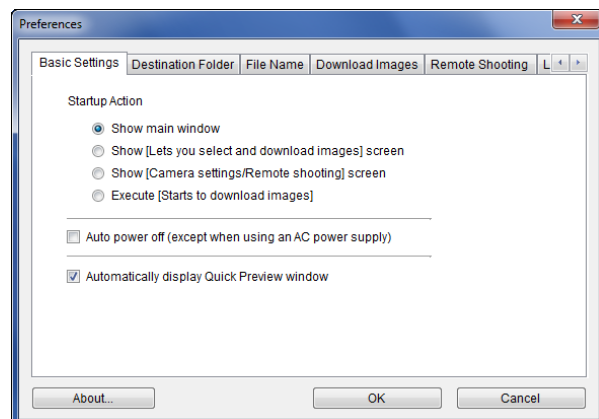 Preferences
Basic Settings Destination Folder File Name Download Images Remote Shooting L
Startup Action
Show main window
Show [Lets you select and download images] screen
Show [Camera settings/Remote shooting] screen
Execute [Starts to download images]
Auto power off (except when using an AC power supply)
Automatically display Quick Preview window
About... OK Cancel